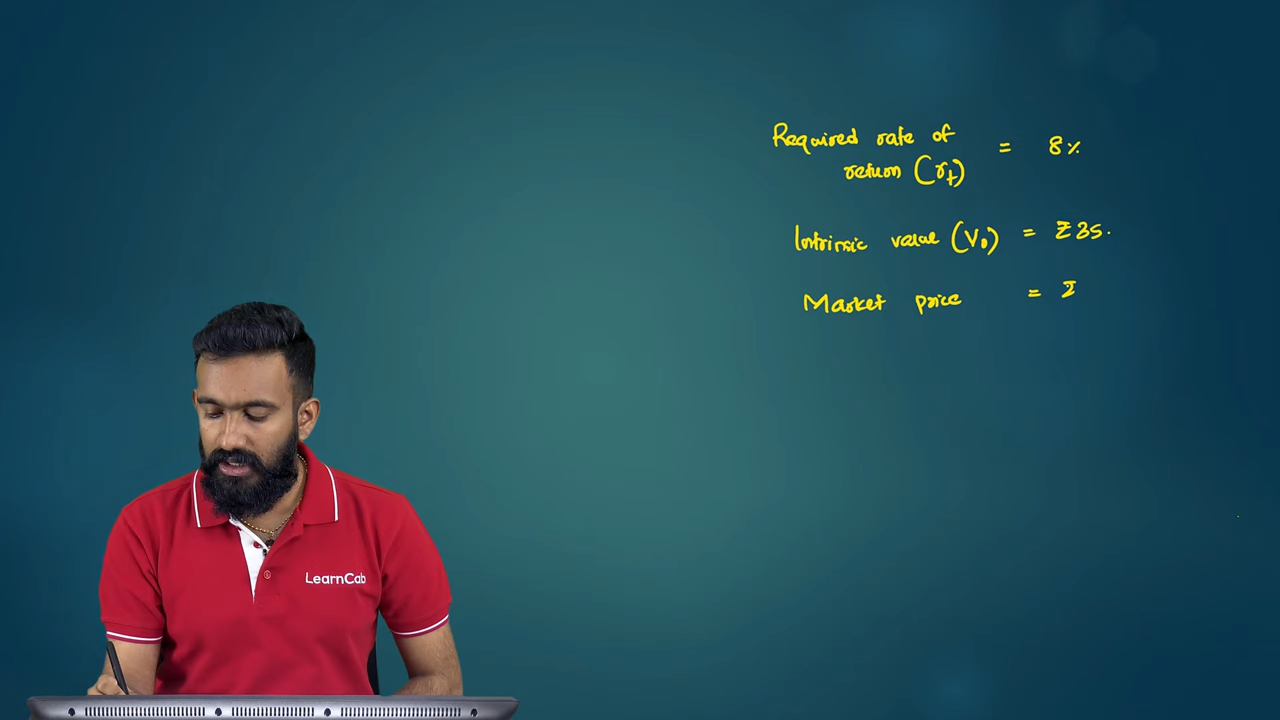 Required rate of = 8%
return (rf)
Intrinsic value (V0) = ₹35.
Market price = ₹
LearnCab